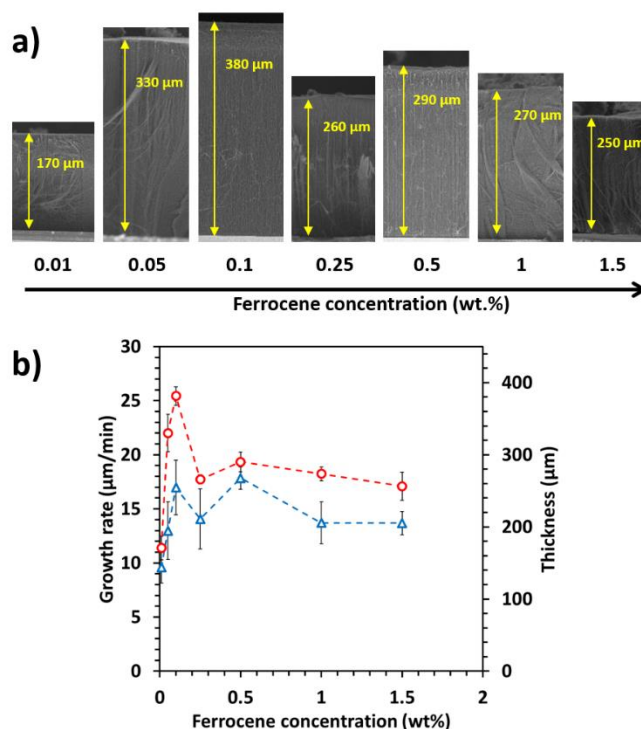 a)
170 µm
330 µm
380 µm
260 µm
290 µm
270 µm
250 µm
0.01 0.05 0.1 0.25 0.5 1 1.5
Ferrocene concentration (wt.%)
b)
Growth rate (µm/min)
30
25
20
15
10
5
0
0 0.5 1 1.5 2
Ferrocene concentration (wt%)
400
300
200
100
0
Thickness (µm)